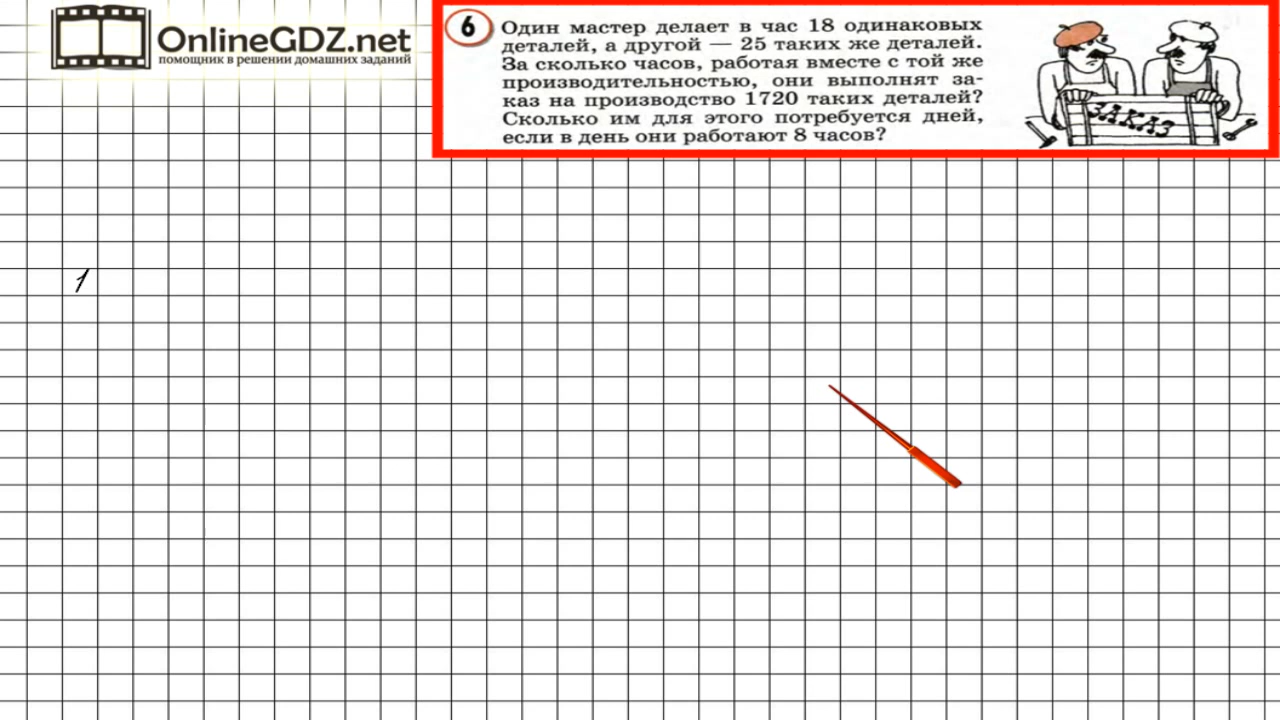 OnlineGDZ.net
помощник в решении домашних заданий
6 Один мастер делает в час 18 одинаковых
деталей, а другой — 25 таких же деталей.
За сколько часов, работая вместе с той же
производительностью, они выполнят за-
каз на производство 1720 таких деталей?
Сколько им для этого потребуется дней,
если в день они работают 8 часов?
ЗАКАЗ
1